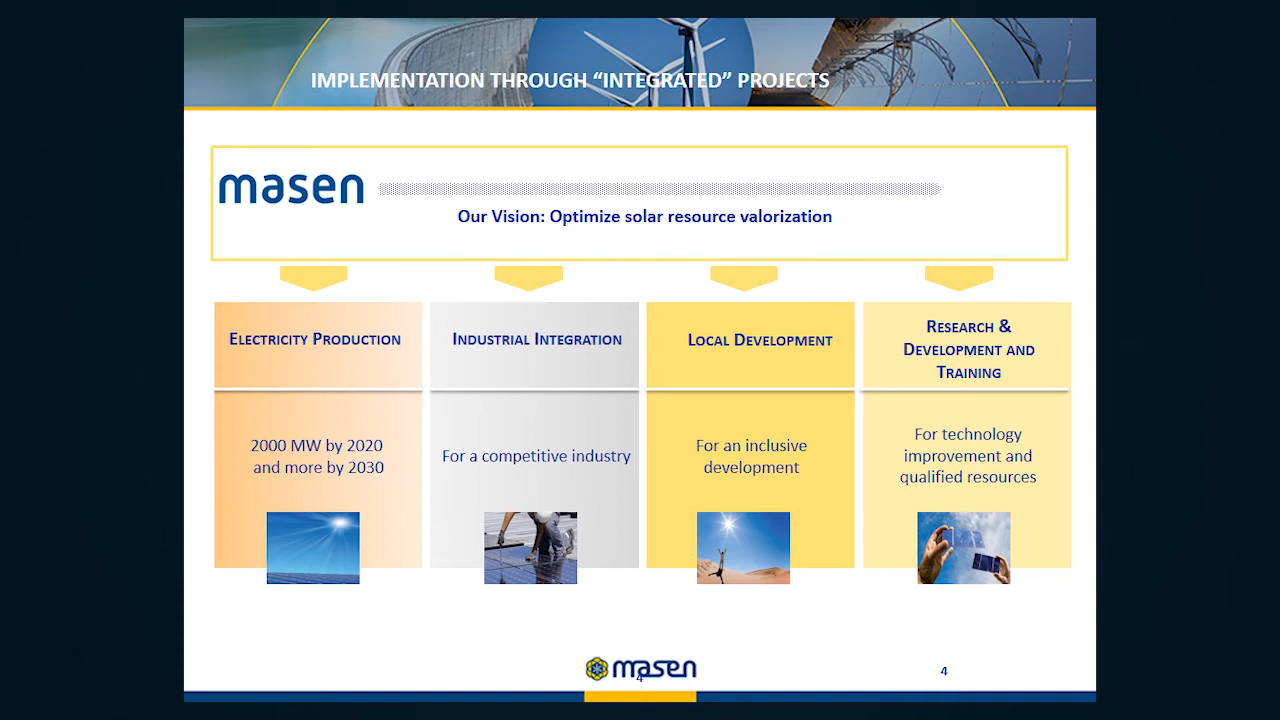 IMPLEMENTATION THROUGH “INTEGRATED” PROJECTS
masen
Our Vision: Optimize solar resource valorization
ELECTRICITY PRODUCTION
2000 MW by 2020
and more by 2030
INDUSTRIAL INTEGRATION
For a competitive industry
LOCAL DEVELOPMENT
For an inclusive
development
RESEARCH &
DEVELOPMENT AND
TRAINING
For technology
improvement and
qualified resources
masen
4
4